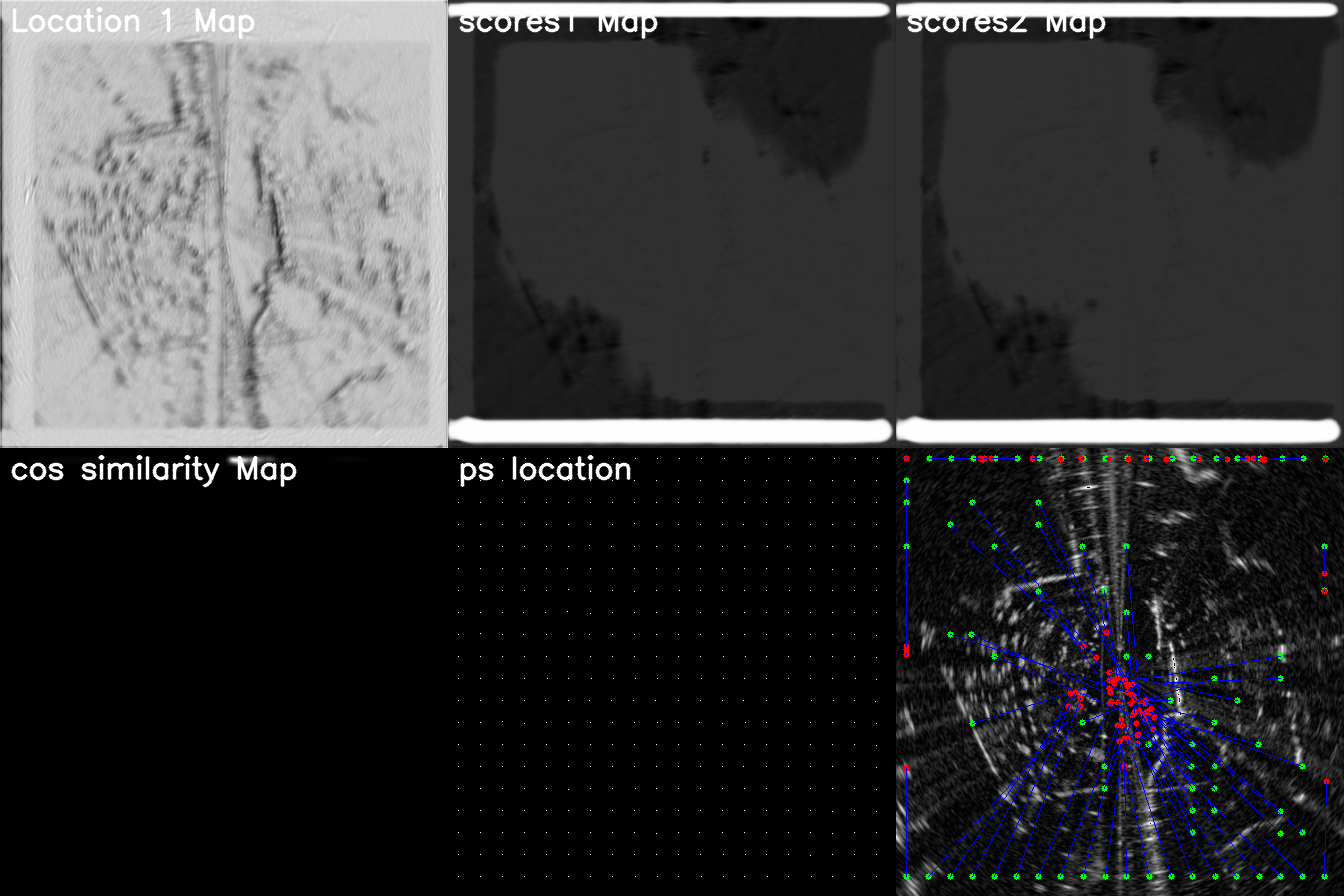 Location 1 Map
scores1 Map
scores2 Map
cos similarity Map
ps location